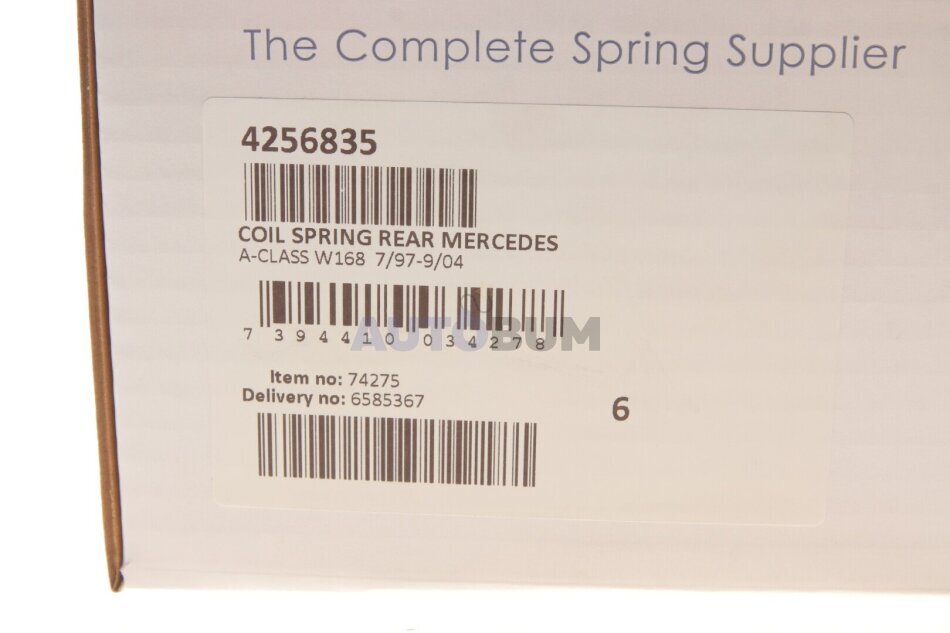 The Complete Spring Supplier
4256835
COIL SPRING REAR MERCEDES
A-CLASS W168 7/97-9/04
7 394410 034278
AUTOBUM
Item no: 74275
Delivery no: 6585367
6